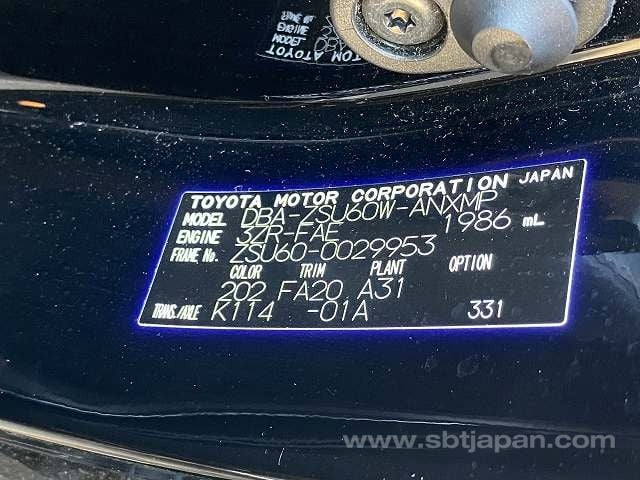 TOYOTA MOTOR CORPORATION JAPAN
MODEL DBA-ZSU60W-ANXMP
ENGINE 3ZR-FAE 1986 mL
FRAME No. ZSU60-0029953
COLOR TRIM PLANT OPTION
202 FA20 A31
TRANS./AXLE K114 -01A 331
www.sbtjapan.com